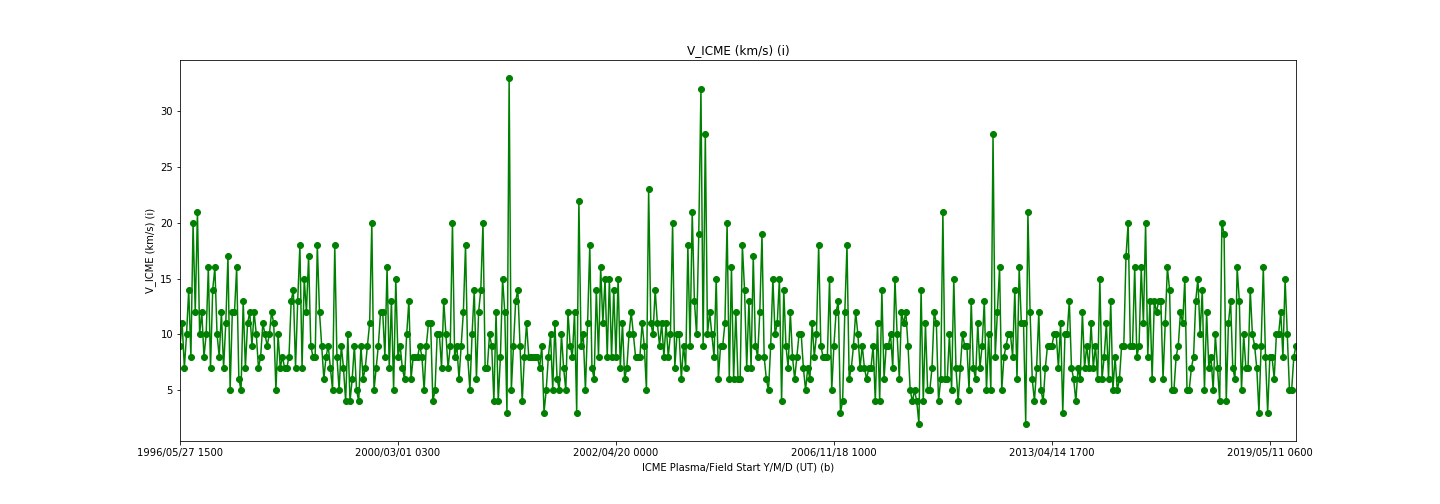 V_ICME (km/s) (i)
V_ICME (km/s) (i)
30
25
20
15
10
5
1996/05/27 1500 2000/03/01 0300 2002/04/20 0000 2006/11/18 1000 2013/04/14 1700 2019/05/11 0600
ICME Plasma/Field Start Y/M/D (UT) (b)